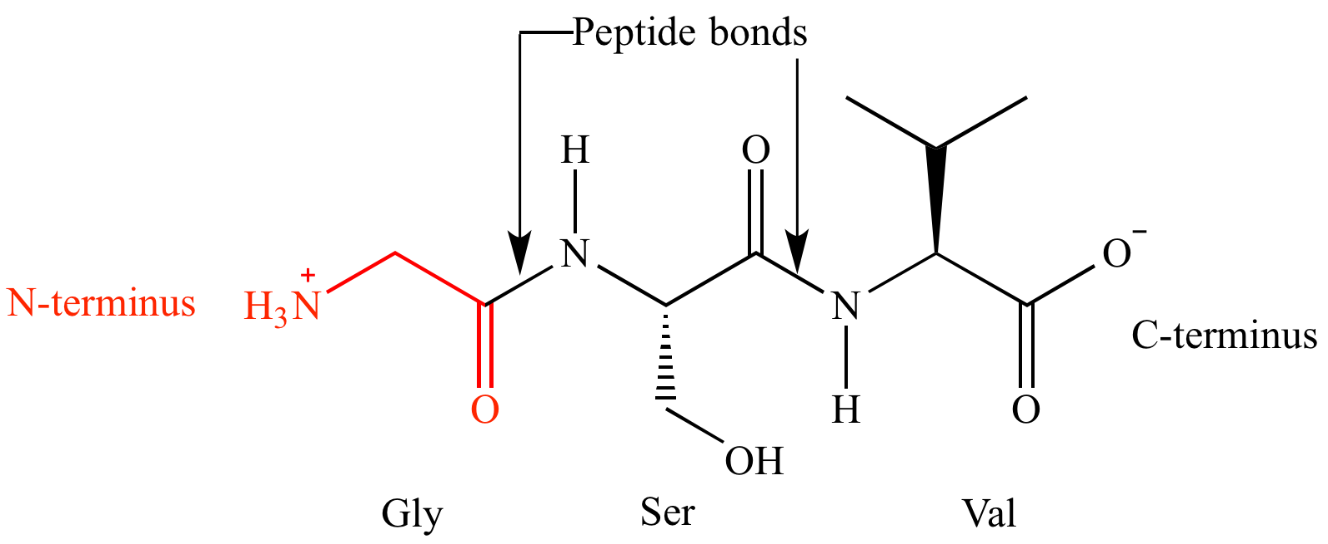 Peptide bonds
H
O
N
O⁻
N-terminus
H₃N⁺
N
C-terminus
O
H
O
OH
Gly
Ser
Val